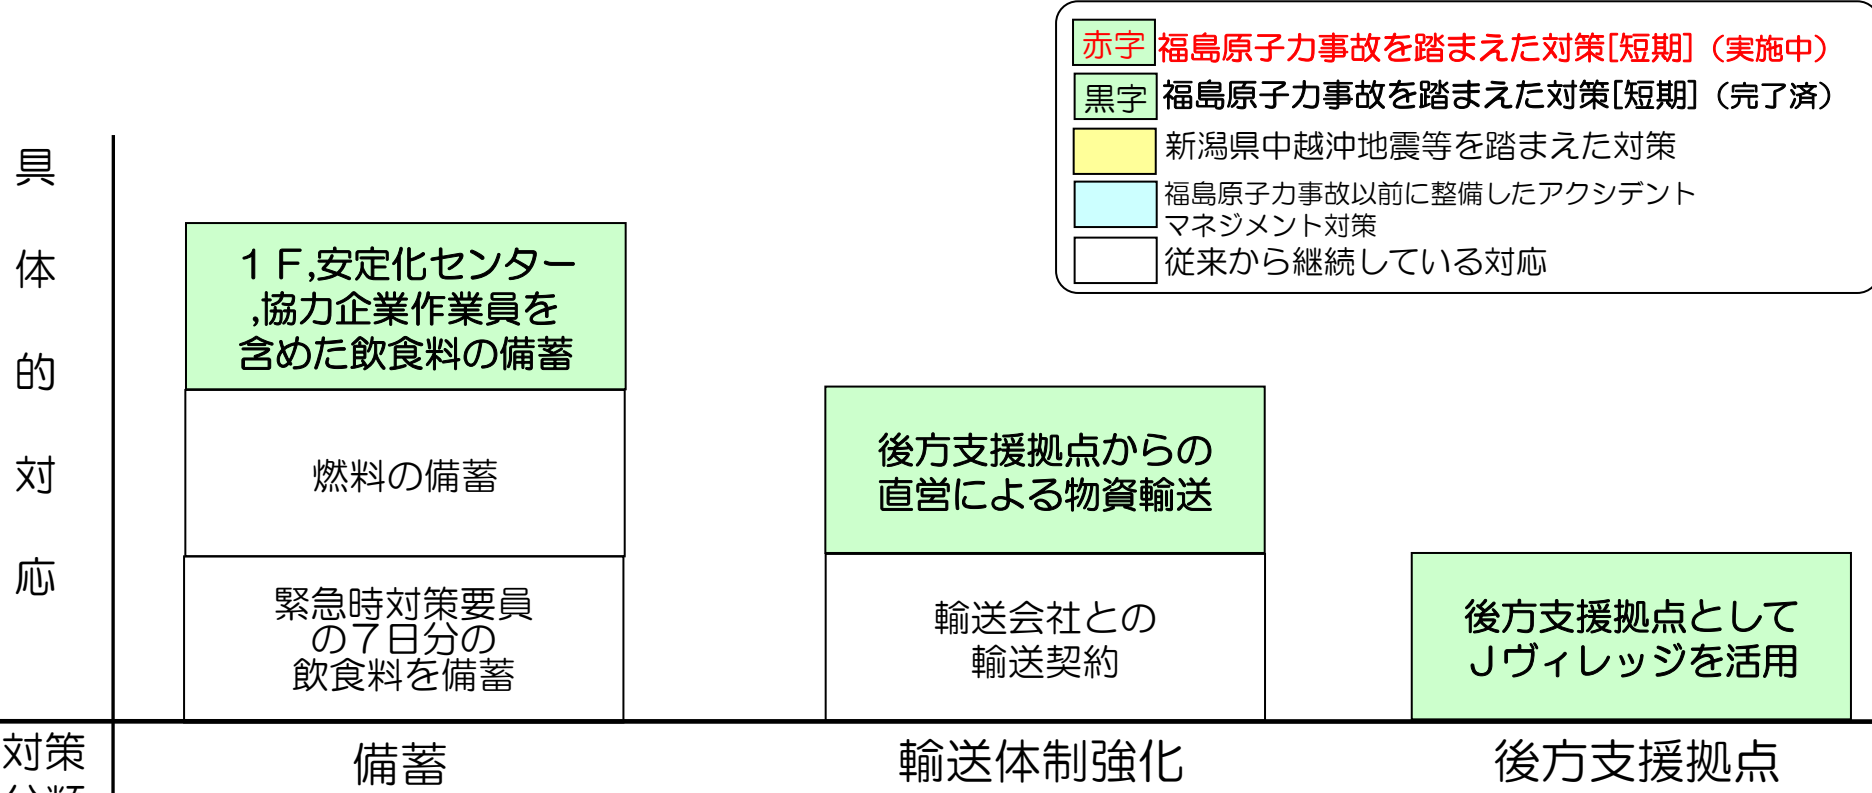 赤字 福島原子力事故を踏まえた対策[短期]（実施中）
黒字 福島原子力事故を踏まえた対策[短期]（完了済）
新潟県中越沖地震等を踏まえた対策
福島原子力事故以前に整備したアクシデント
マネジメント対策
従来から継続している対応
具
体
的
対
応
１Ｆ,安定化センター
,協力企業作業員を
含めた飲食料の備蓄
燃料の備蓄
緊急時対策要員
の７日分の
飲食料を備蓄
後方支援拠点からの
直営による物資輸送
輸送会社との
輸送契約
後方支援拠点として
Ｊヴィレッジを活用
対策
分類
備蓄
輸送体制強化
後方支援拠点